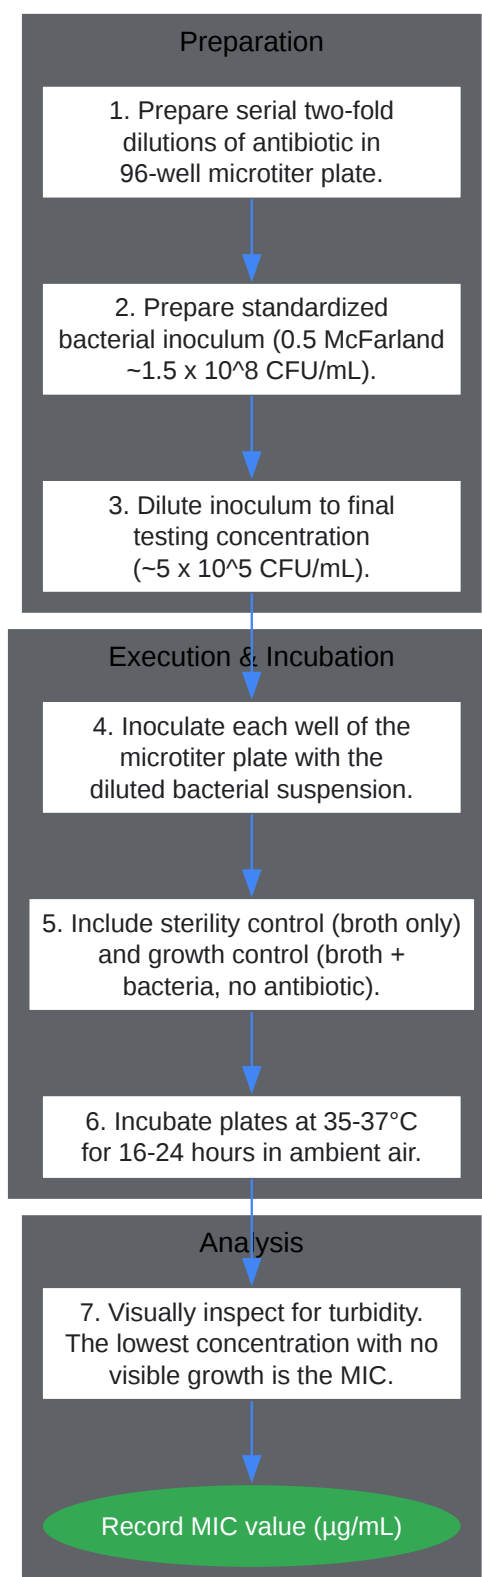 Preparation
1. Prepare serial two-fold
dilutions of antibiotic in
96-well microtiter plate.
2. Prepare standardized
bacterial inoculum (0.5 McFarland
~1.5 x 10^8 CFU/mL).
3. Dilute inoculum to final
testing concentration
(~5 x 10^5 CFU/mL).
Execution & Incubation
4. Inoculate each well of the
microtiter plate with the
diluted bacterial suspension.
5. Include sterility control (broth only)
and growth control (broth +
bacteria, no antibiotic).
6. Incubate plates at 35-37°C
for 16-24 hours in ambient air.
Analysis
7. Visually inspect for turbidity.
The lowest concentration with no
visible growth is the MIC.
Record MIC value (µg/mL)